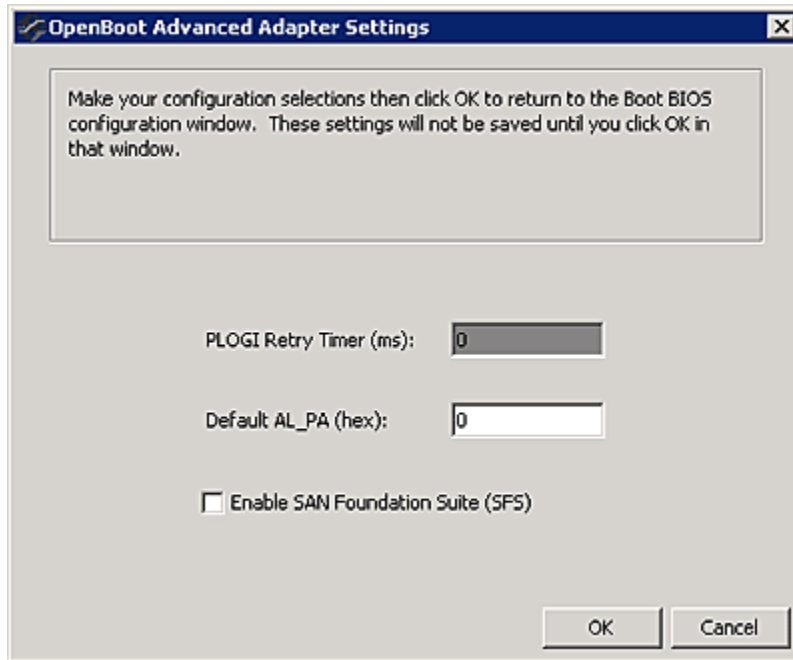 OpenBoot Advanced Adapter Settings
Make your configuration selections then click OK to return to the Boot BIOS
configuration window. These settings will not be saved until you click OK in
that window.
PLOGI Retry Timer (ms): 0
Default AL_PA (hex): 0
Enable SAN Foundation Suite (SFS)
OK Cancel